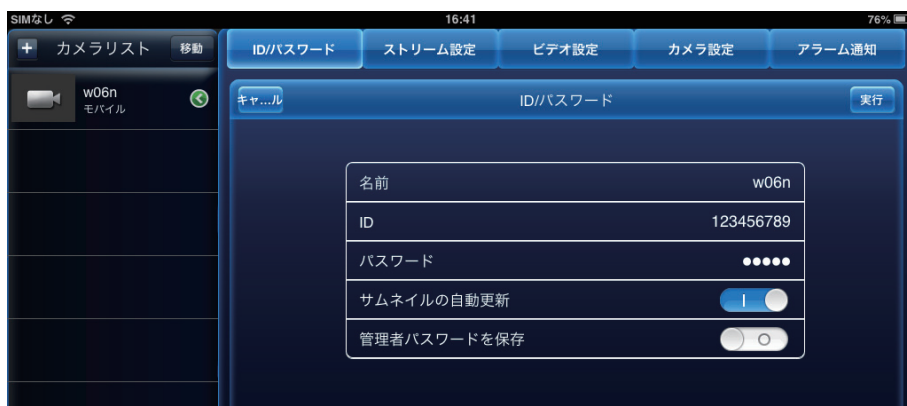 SIMなし 16:41 76%
+ カメラリスト 移動
w06n
モバイル
ID/パスワード ストリーム設定 ビデオ設定 カメラ設定 アラーム通知
キャ...ル ID/パスワード 実行
名前 w06n
ID 123456789
パスワード •••••
サムネイルの自動更新
管理者パスワードを保存